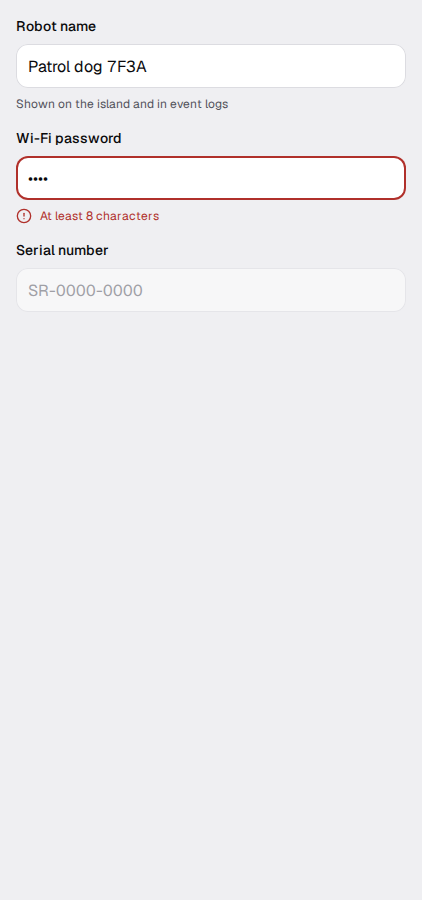 Robot name
Patrol dog 7F3A
Shown on the island and in event logs
Wi-Fi password
••••
At least 8 characters
Serial number
SR-0000-0000